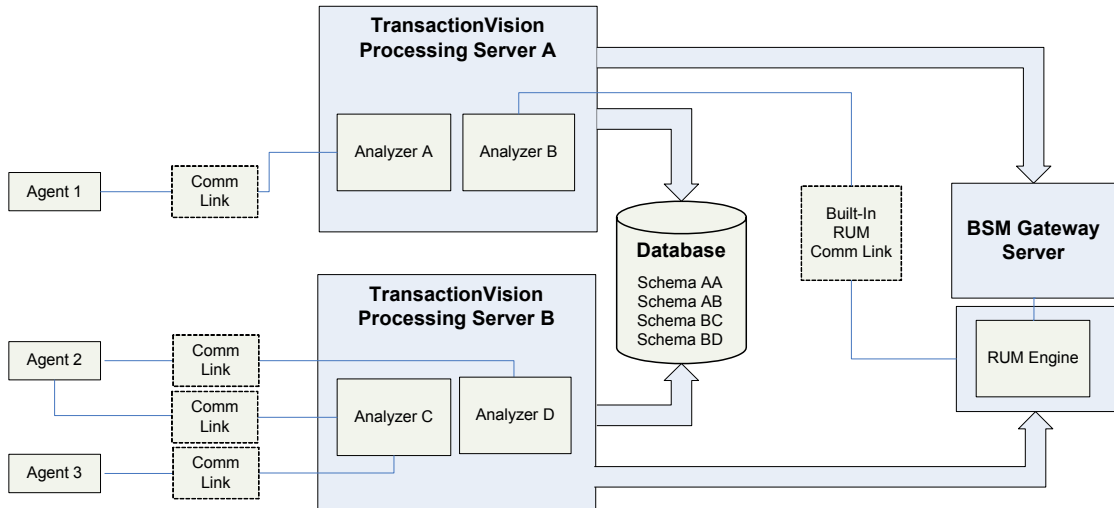 TransactionVision
Processing Server A
Analyzer A
Analyzer B
Agent 1
Comm
Link
Built-In
RUM
Comm Link
BSM Gateway
Server
Database
Schema AA
Schema AB
Schema BC
Schema BD
TransactionVision
Processing Server B
Agent 2
Comm
Link
RUM Engine
Comm
Link
Analyzer C
Analyzer D
Agent 3
Comm
Link